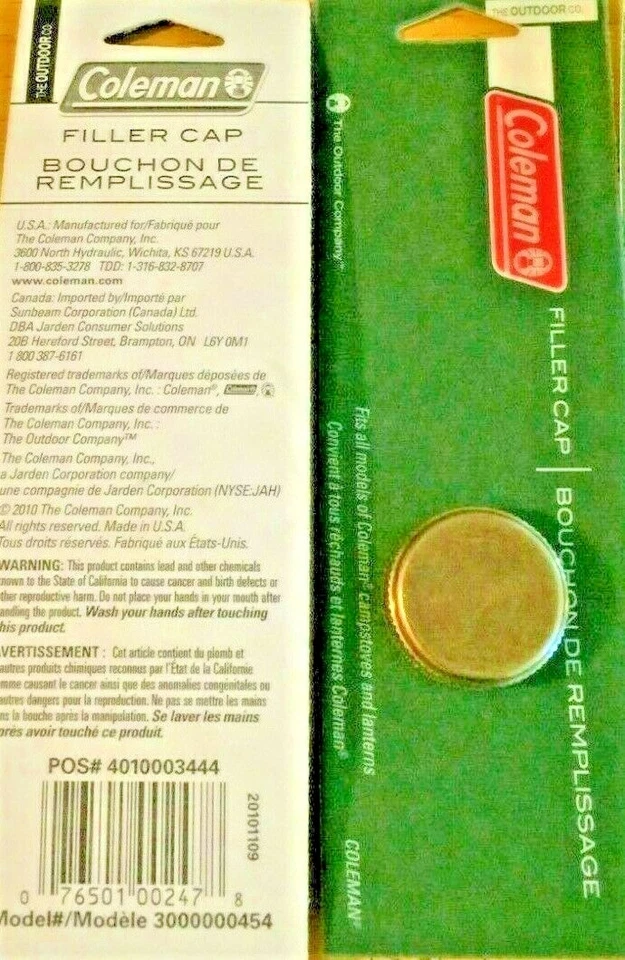 THE OUTDOOR CO.
Coleman
FILLER CAP
BOUCHON DE
REMPLISSAGE
U.S.A.: Manufactured for/Fabriqué pour
The Coleman Company, Inc.
3600 North Hydraulic, Wichita, KS 67219 U.S.A.
1-800-835-3278 TDD: 1-316-832-8707
www.coleman.com
Canada: Imported by/Importé par
Sunbeam Corporation (Canada) Ltd.
DBA Jarden Consumer Solutions
20B Hereford Street, Brampton, ON L6Y 0M1
1 800 387-6161
Registered trademarks of/Marques déposées de
The Coleman Company, Inc. : Coleman®, Coleman,
Trademarks of/Marques de commerce de
The Coleman Company, Inc. :
The Outdoor Company™
The Coleman Company, Inc.,
a Jarden Corporation company/
une compagnie de Jarden Corporation (NYSE:JAH)
© 2010 The Coleman Company, Inc.
All rights reserved. Made in U.S.A.
Tous droits réservés. Fabriqué aux États-Unis.
WARNING: This product contains lead and other chemicals
nown to the State of California to cause cancer and birth defects or
ther reproductive harm. Do not place your hands in your mouth after
andling the product. Wash your hands after touching
his product.
VERTISSEMENT : Cet article contient du plomb et
autres produits chimiques reconnus par l'État de la Californie
mme causant le cancer ainsi que des anomalies congénitales ou
autres dangers pour la reproduction. Ne pas se mettre les mains
ns la bouche après la manipulation. Se laver les mains
près avoir touché ce produit.
POS# 4010003444
20101109
0 76501 00247 8
Model#/Modèle 3000000454
THE OUTDOOR CO.
Coleman
FILLER CAP | BOUCHON DE REMPLISSAGE
Fits all models of Coleman® campstoves and lanterns
Convient à tous réchauds et lanternes Coleman®
The Outdoor Company™
COLEMAN®